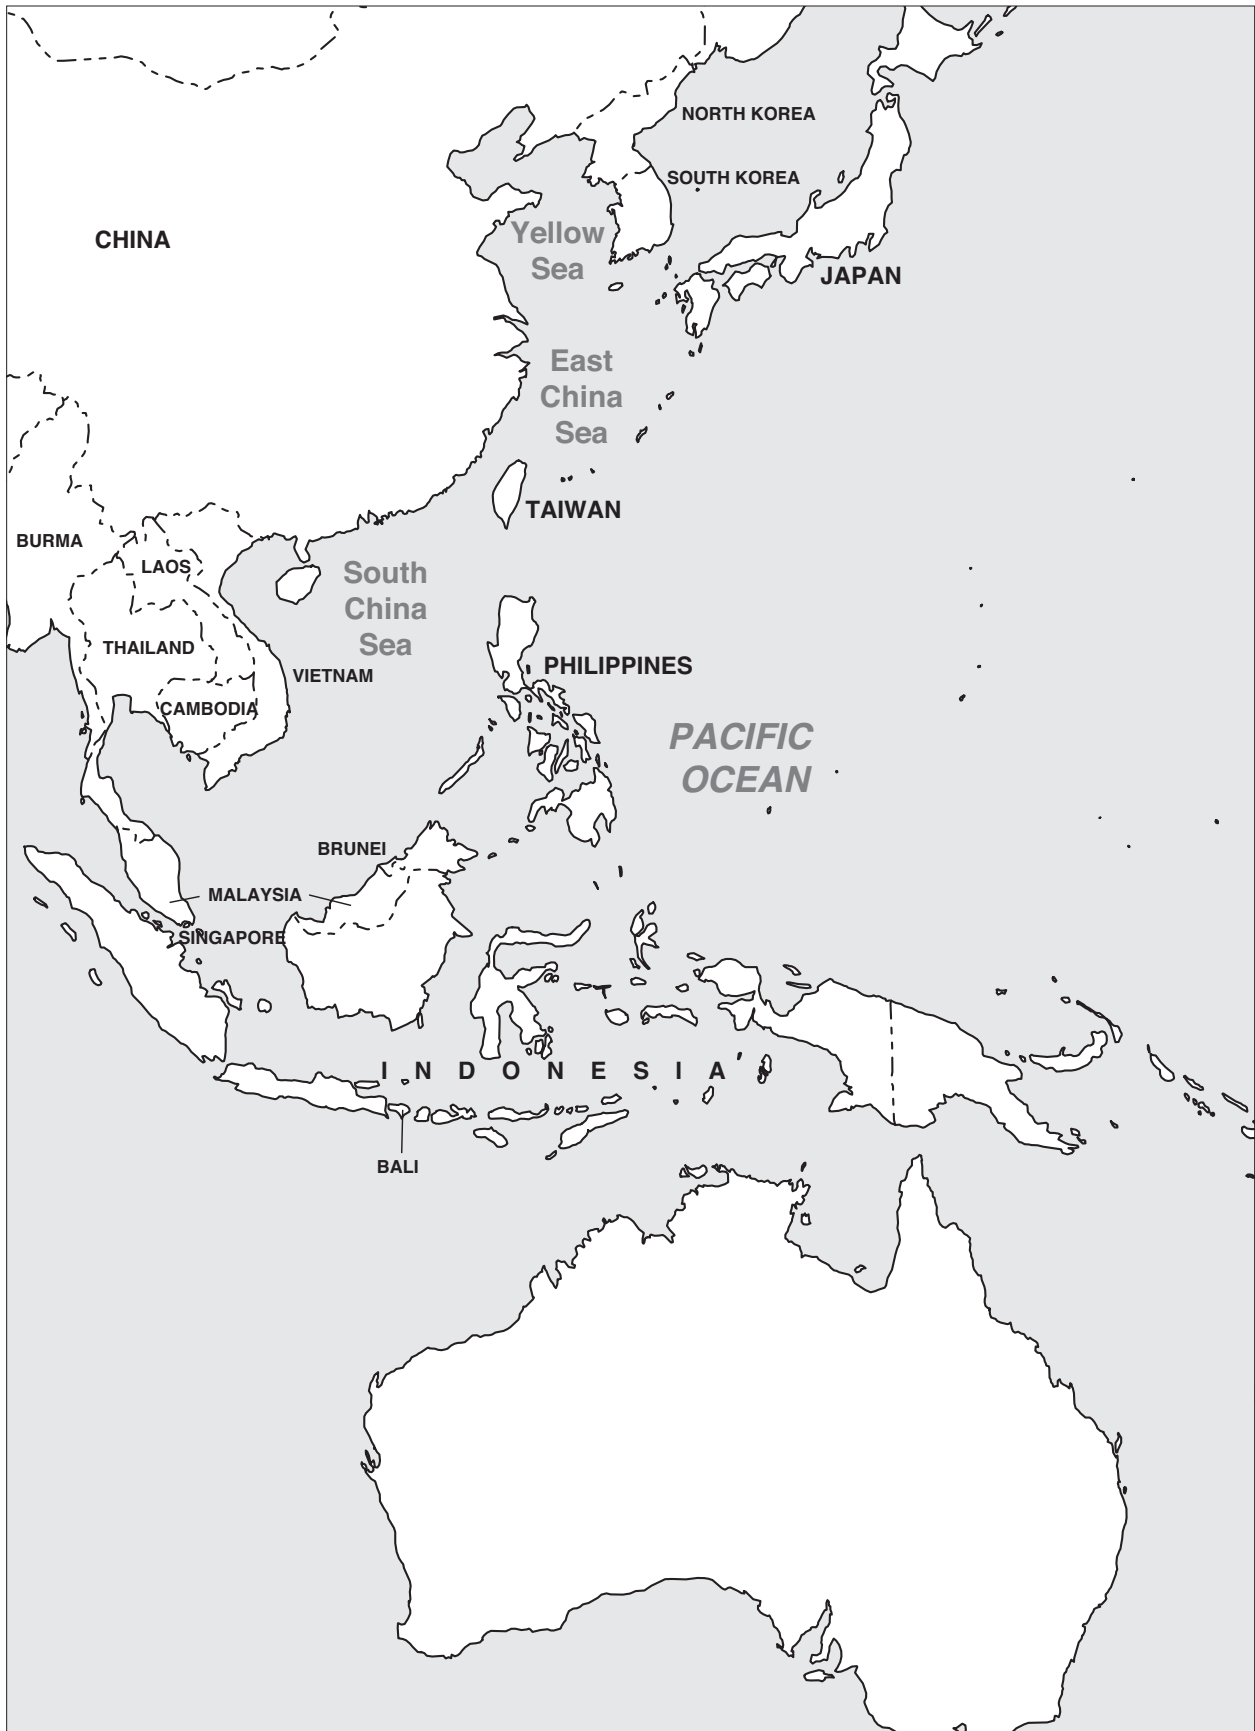 NORTH KOREA
SOUTH KOREA
CHINA
Yellow
Sea
JAPAN
East
China
Sea
TAIWAN
BURMA
LAOS
South
China
Sea
THAILAND
PHILIPPINES
VIETNAM
CAMBODIA
PACIFIC
OCEAN
BRUNEI
MALAYSIA
SINGAPORE
INDONESIA
BALI